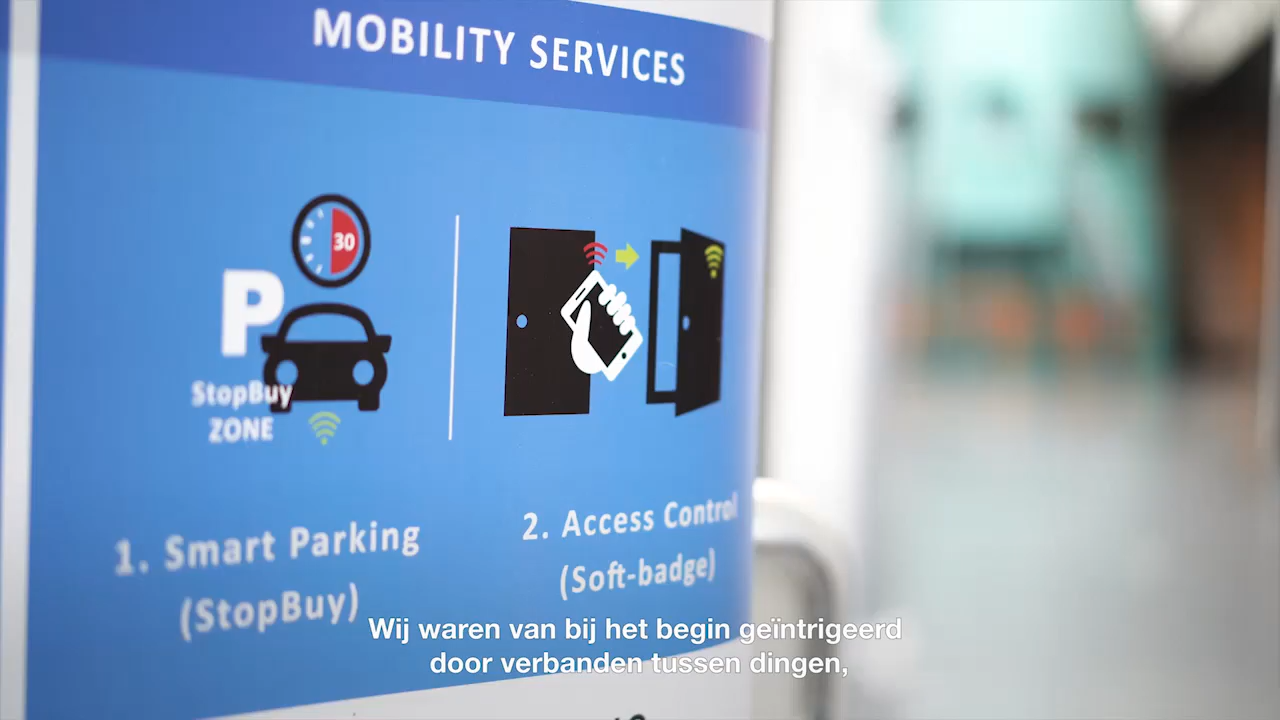 MOBILITY SERVICES
30
P
StopBuy
ZONE
1. Smart Parking
(StopBuy)
2. Access Control
(Soft-badge)
Wij waren van bij het begin geïntrigeerd
door verbanden tussen dingen,